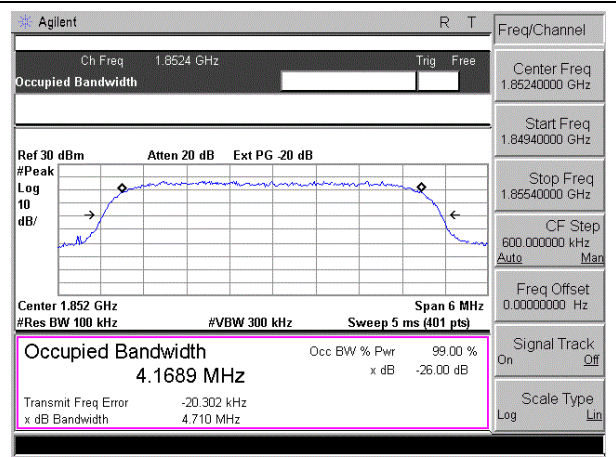 Agilent R T
Ch Freq 1.8524 GHz Trig Free
Occupied Bandwidth
Ref 30 dBm Atten 20 dB Ext PG -20 dB
#Peak
Log
10
dB/
Center 1.852 GHz Span 6 MHz
#Res BW 100 kHz #VBW 300 kHz Sweep 5 ms (401 pts)
Occupied Bandwidth Occ BW % Pwr 99.00 %
4.1689 MHz x dB -26.00 dB
Transmit Freq Error -20.302 kHz
x dB Bandwidth 4.710 MHz
Freq/Channel
Center Freq
1.85240000 GHz
Start Freq
1.84940000 GHz
Stop Freq
1.85540000 GHz
CF Step
600.000000 kHz
Auto Man
Freq Offset
0.00000000 Hz
Signal Track
On Off
Scale Type
Log Lin